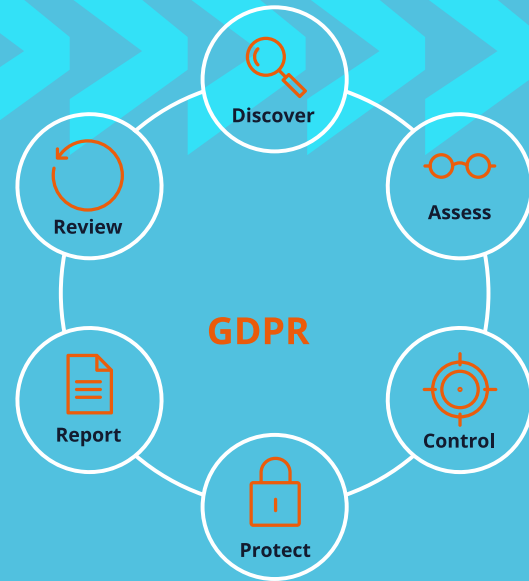 Discover
Assess
Control
Protect
Report
Review
GDPR